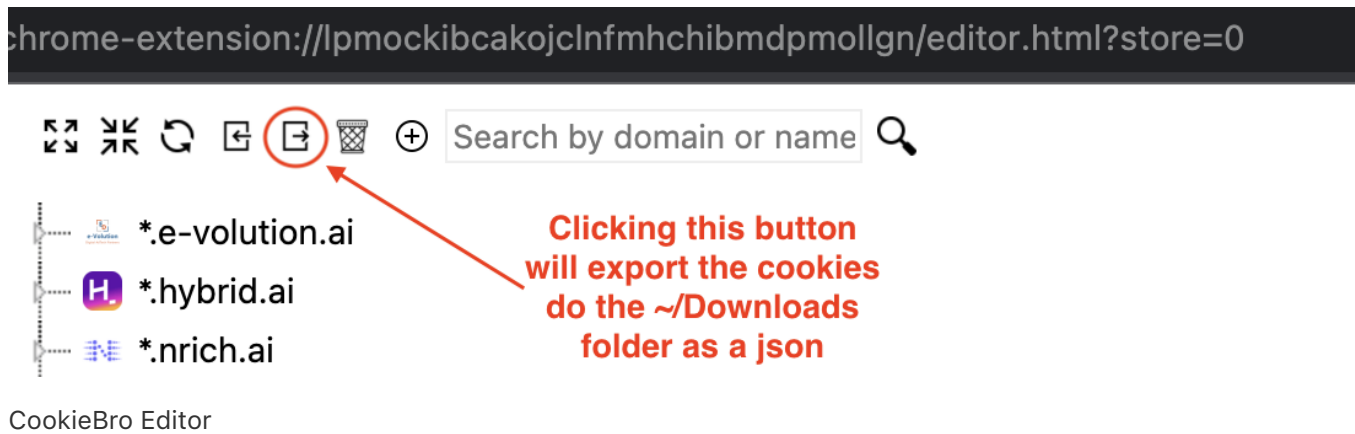 chrome-extension://lpmockibcakojclnfmhchibmdpmollgn/editor.html?store=0
Search by domain or name
*.e-volution.ai
Clicking this button
will export the cookies
*.hybrid.ai
H.
do the ~/Downloads
folder as a json
*.nrich.ai
CookieBro Editor